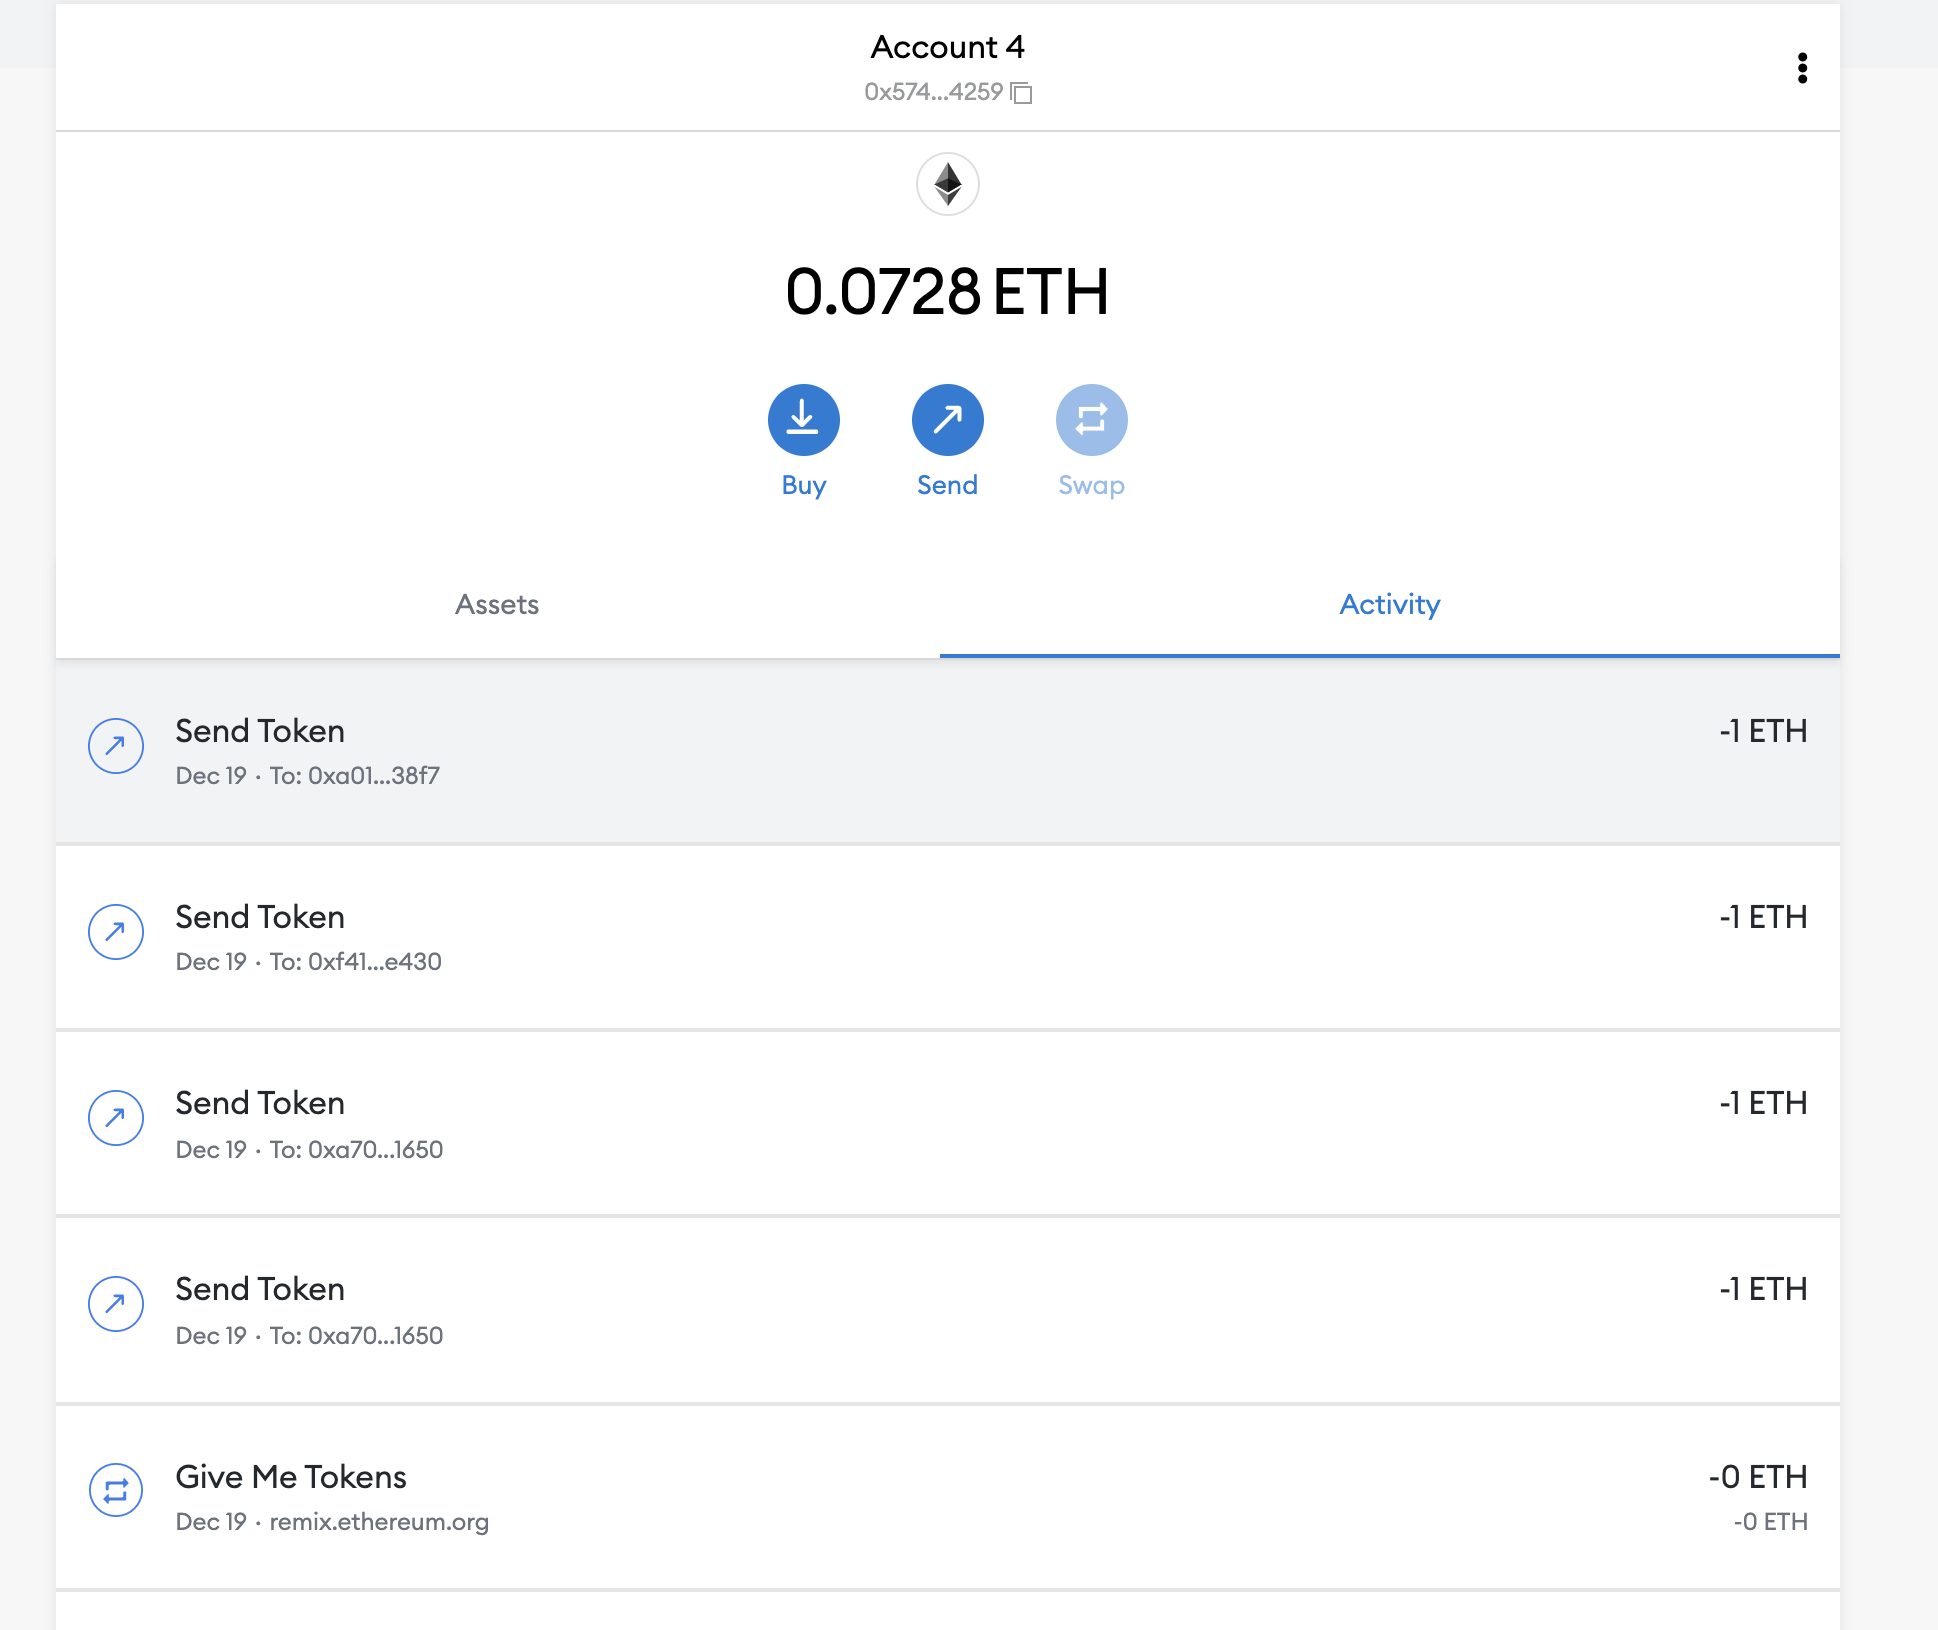 Account 4
0x574...4259
0.0728 ETH
Buy
Send
Swap
Assets
Activity
Send Token
-1 ETH
Dec 19 · To: 0xa01...38f7
Send Token
-1 ETH
Dec 19 · To: 0xf41...e430
Send Token
-1 ETH
Dec 19 · To: 0xa70...1650
Send Token
-1 ETH
Dec 19 · To: 0xa70...1650
Give Me Tokens
-0 ETH
Dec 19 · remix.ethereum.org
-0 ETH